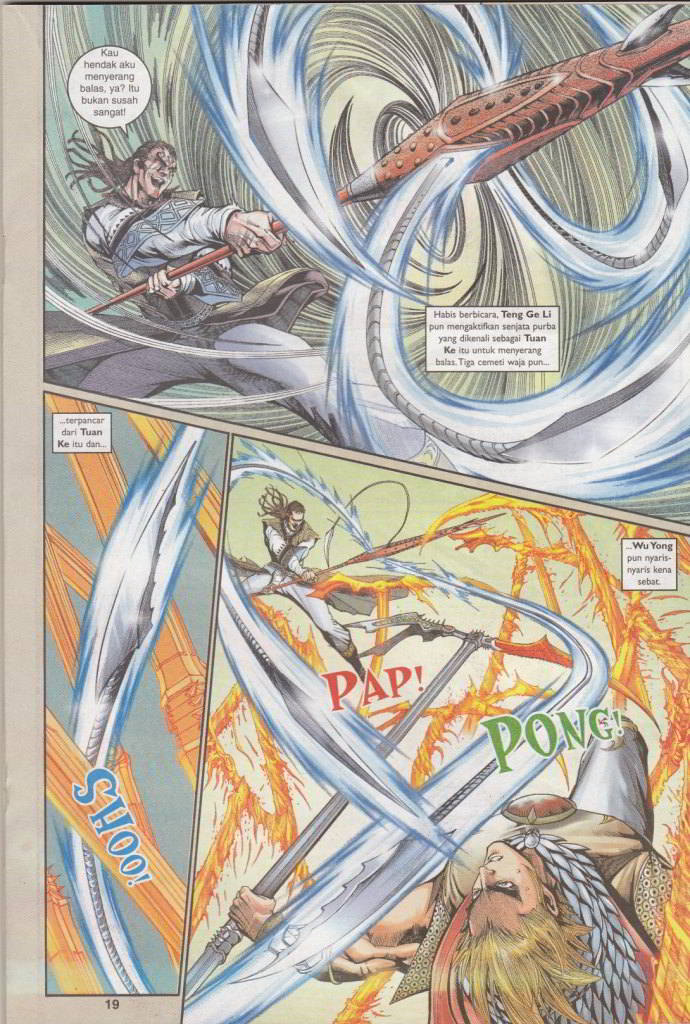 Kau
hendak aku
menyerang
balas, ya? Itu
bukan susah
sangat!
Habis berbicara, Teng Ge Li
pun mengaktifkan senjata purba
yang dikenali sebagai Tuan
Ke itu untuk menyerang
balas. Tiga cemeti waja pun...
...terpancar
dari Tuan
Ke itu dan...
SHOO!
...Wu Yong
pun nyaris-
nyaris kena
sebat.
PAP!
PONG!
19